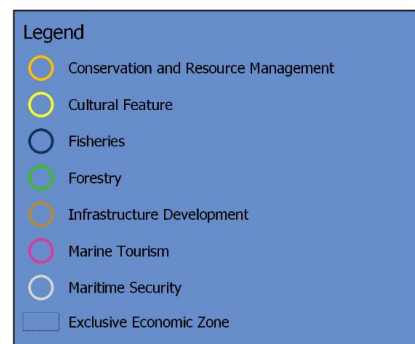 Legend
Conservation and Resource Management
Cultural Feature
Fisheries
Forestry
Infrastructure Development
Marine Tourism
Maritime Security
Exclusive Economic Zone